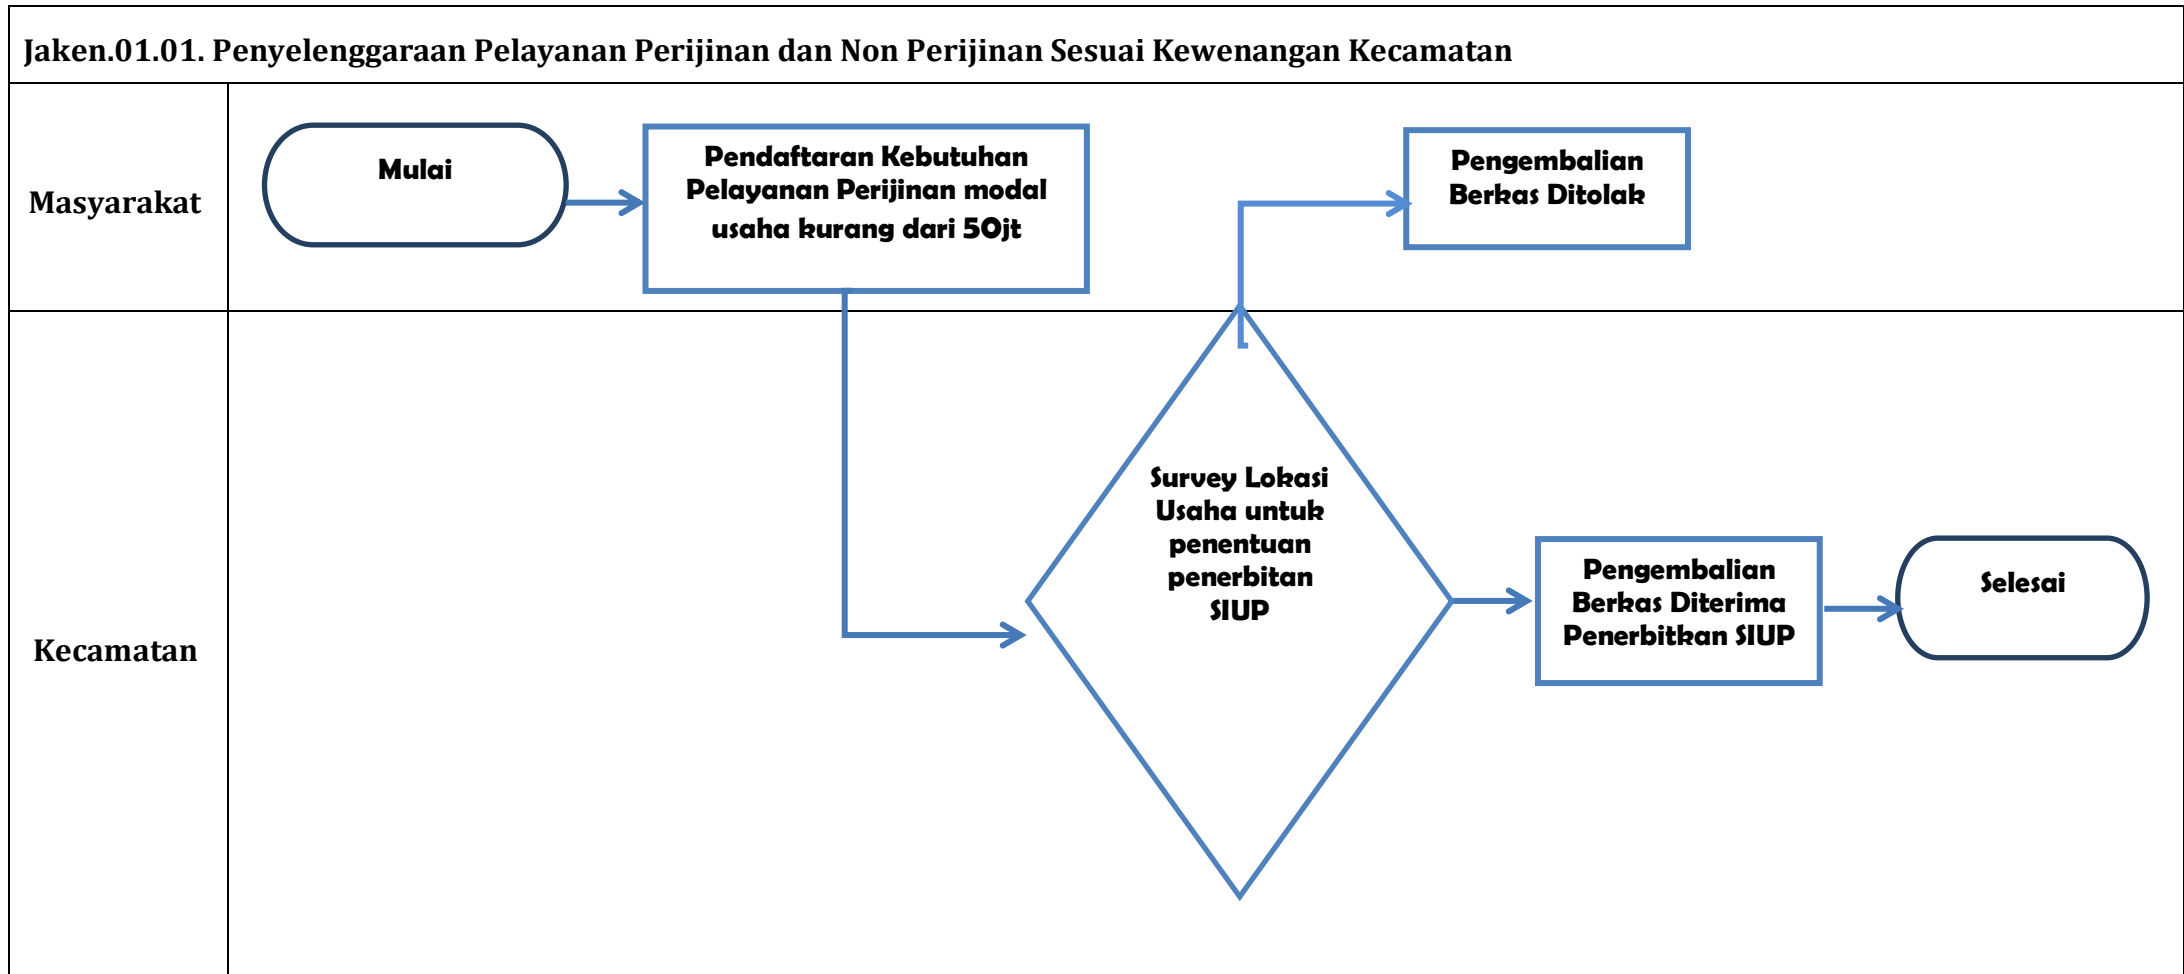 Jaken.01.01. Penyelenggaraan Pelayanan Perijinan dan Non Perijinan Sesuai Kewenangan Kecamatan
Masyarakat
Mulai
Pendaftaran Kebutuhan
Pelayanan Perijinan modal
usaha kurang dari 50jt
Pengembalian
Berkas Ditolak
Kecamatan
Survey Lokasi
Usaha untuk
penentuan
penerbitan
SIUP
Pengembalian
Berkas Diterima
Penerbitkan SIUP
Selesai